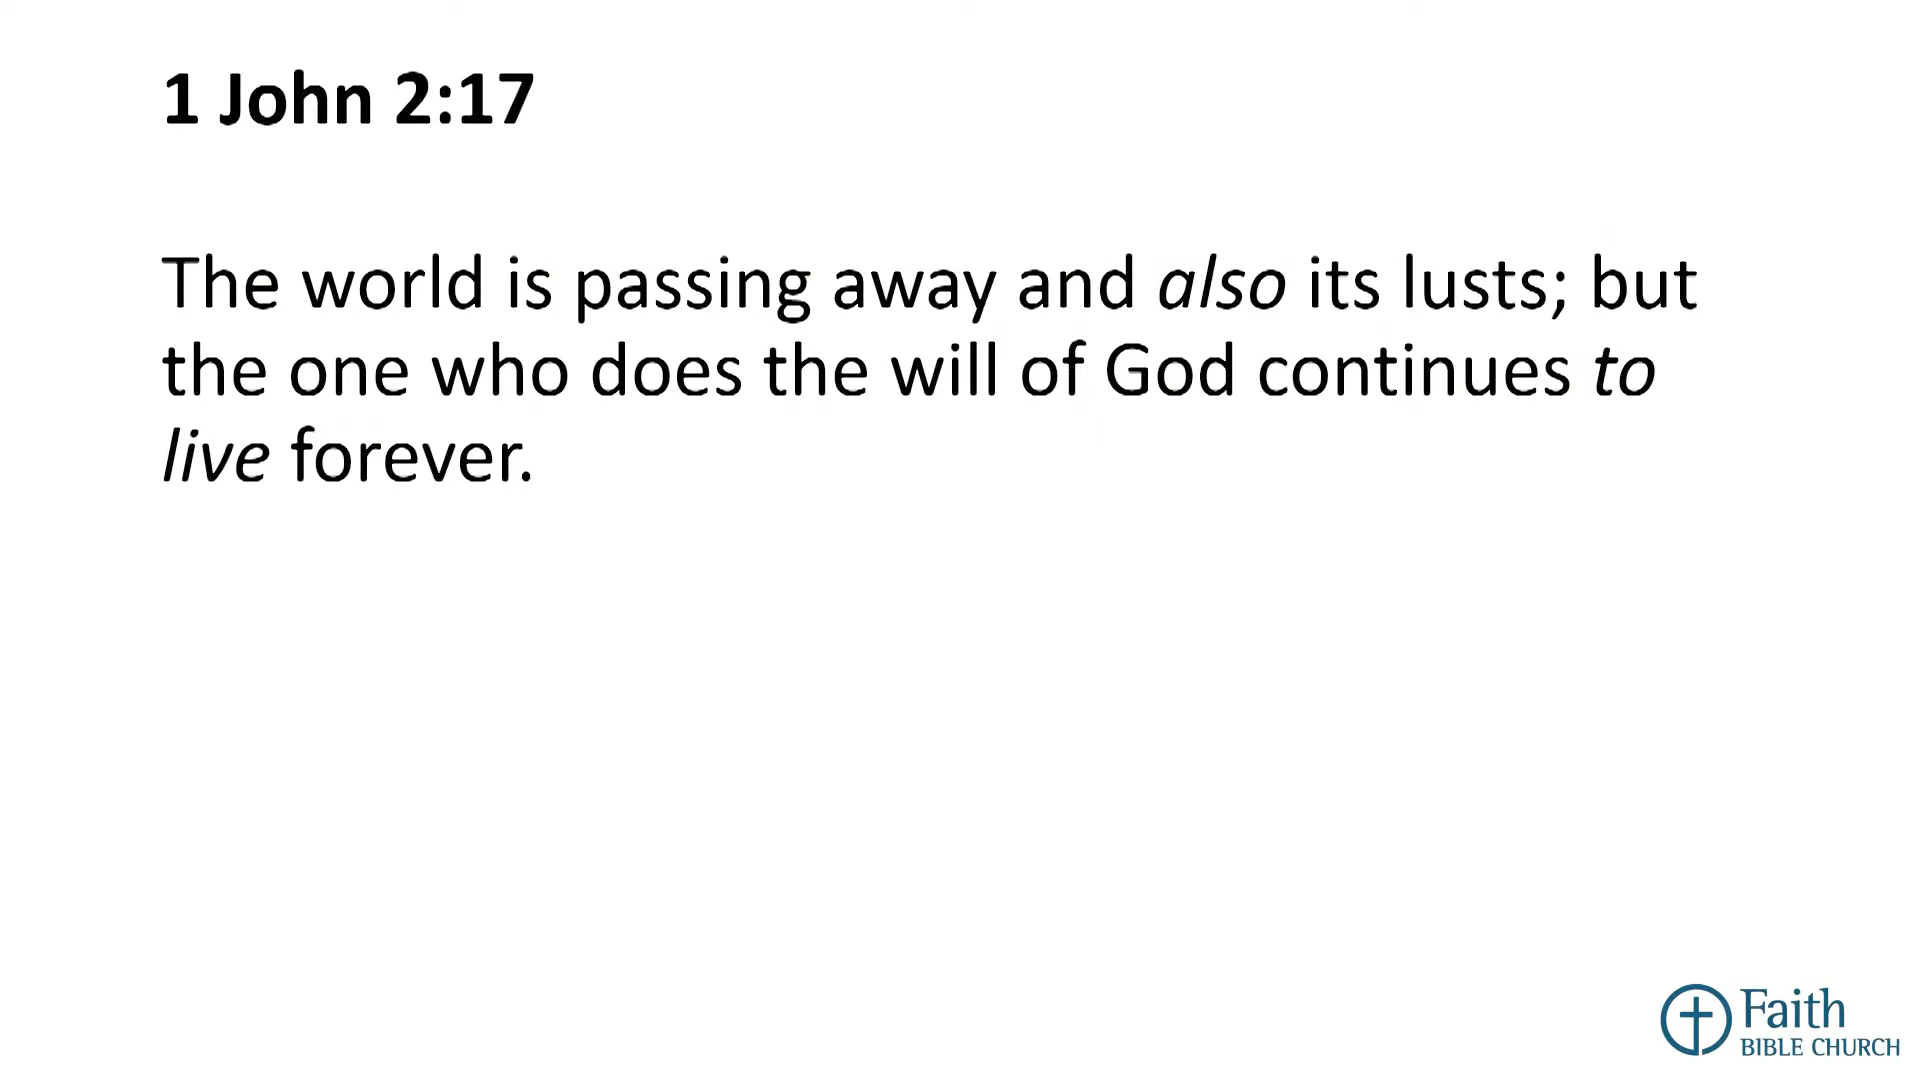 1 John 2:17
The world is passing away and also its lusts; but
the one who does the will of God continues to
live forever.
Faith
BIBLE CHURCH